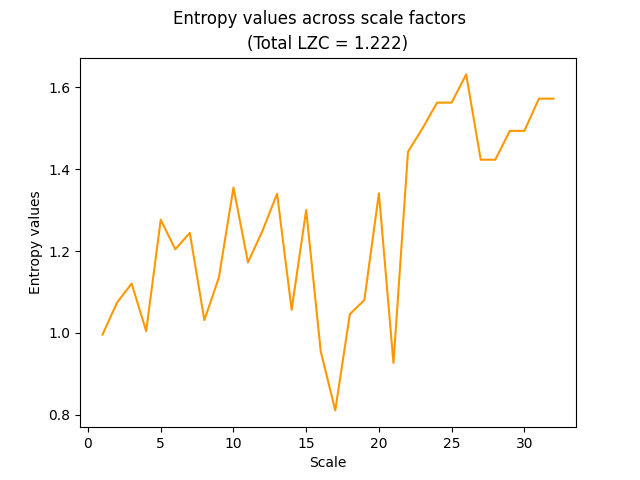 Entropy values across scale factors
(Total LZC = 1.222)
1.6
1.4
1.2
1.0
0.8
Entropy values
0 5 10 15 20 25 30
Scale